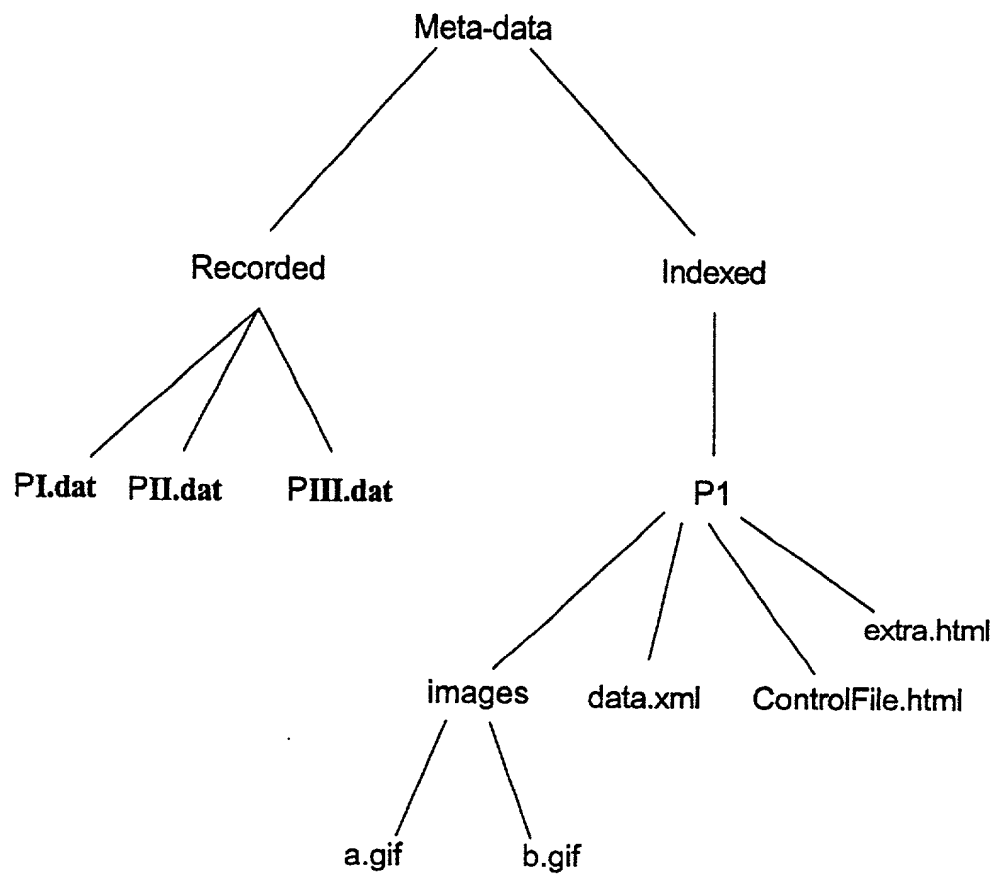 Meta-data
Recorded
Indexed
PI.dat
PII.dat
PIII.dat
P1
extra.html
images
data.xml
ControlFile.html
a.gif
b.gif